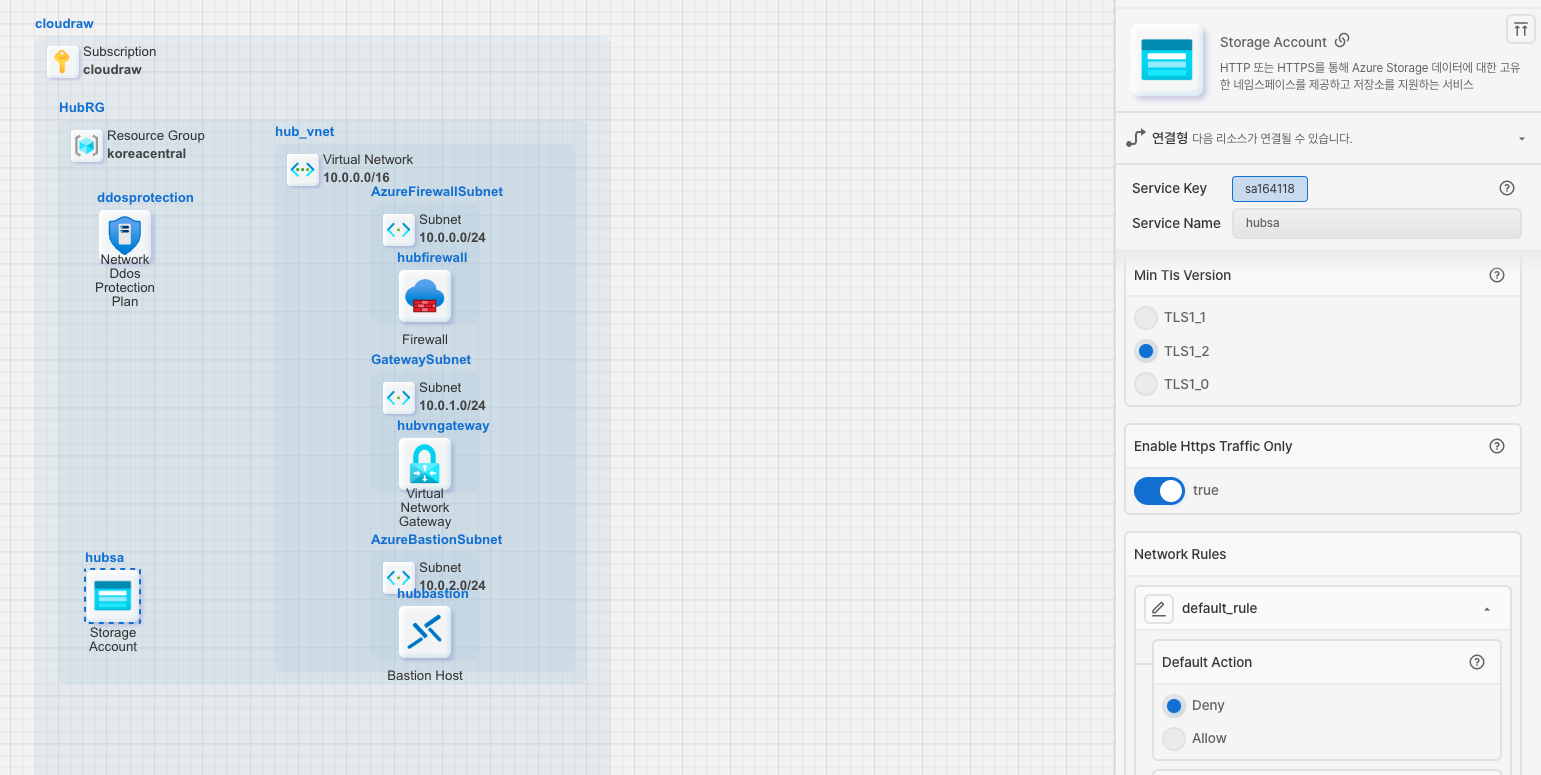 cloudraw
Subscription
cloudraw
HubRG
Resource Group
koreacentral
ddosprotection
Network
Ddos
Protection
Plan
hubsa
Storage
Account
hub_vnet
Virtual Network
10.0.0.0/16
AzureFirewallSubnet
Subnet
10.0.0.0/24
hubfirewall
Firewall
GatewaySubnet
Subnet
10.0.1.0/24
hubvngateway
Virtual
Network
Gateway
AzureBastionSubnet
Subnet
10.0.2.0/24
hubbastion
Bastion Host
Storage Account
HTTP 또는 HTTPS를 통해 Azure Storage 데이터에 대한 고유
한 네임스페이스를 제공하고 저장소를 지원하는 서비스
연결형 다음 리소스가 연결될 수 있습니다.
Service Key sa164118
Service Name hubsa
Min Tls Version
TLS1_1
TLS1_2
TLS1_0
Enable Https Traffic Only
true
Network Rules
default_rule
Default Action
Deny
Allow